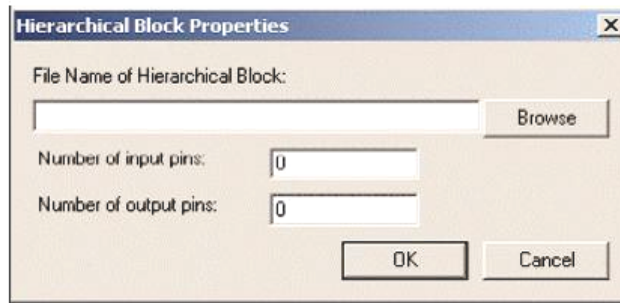 Hierarchical Block Properties
File Name of Hierarchical Block:
Browse
Number of input pins:
0
Number of output pins:
0
OK
Cancel